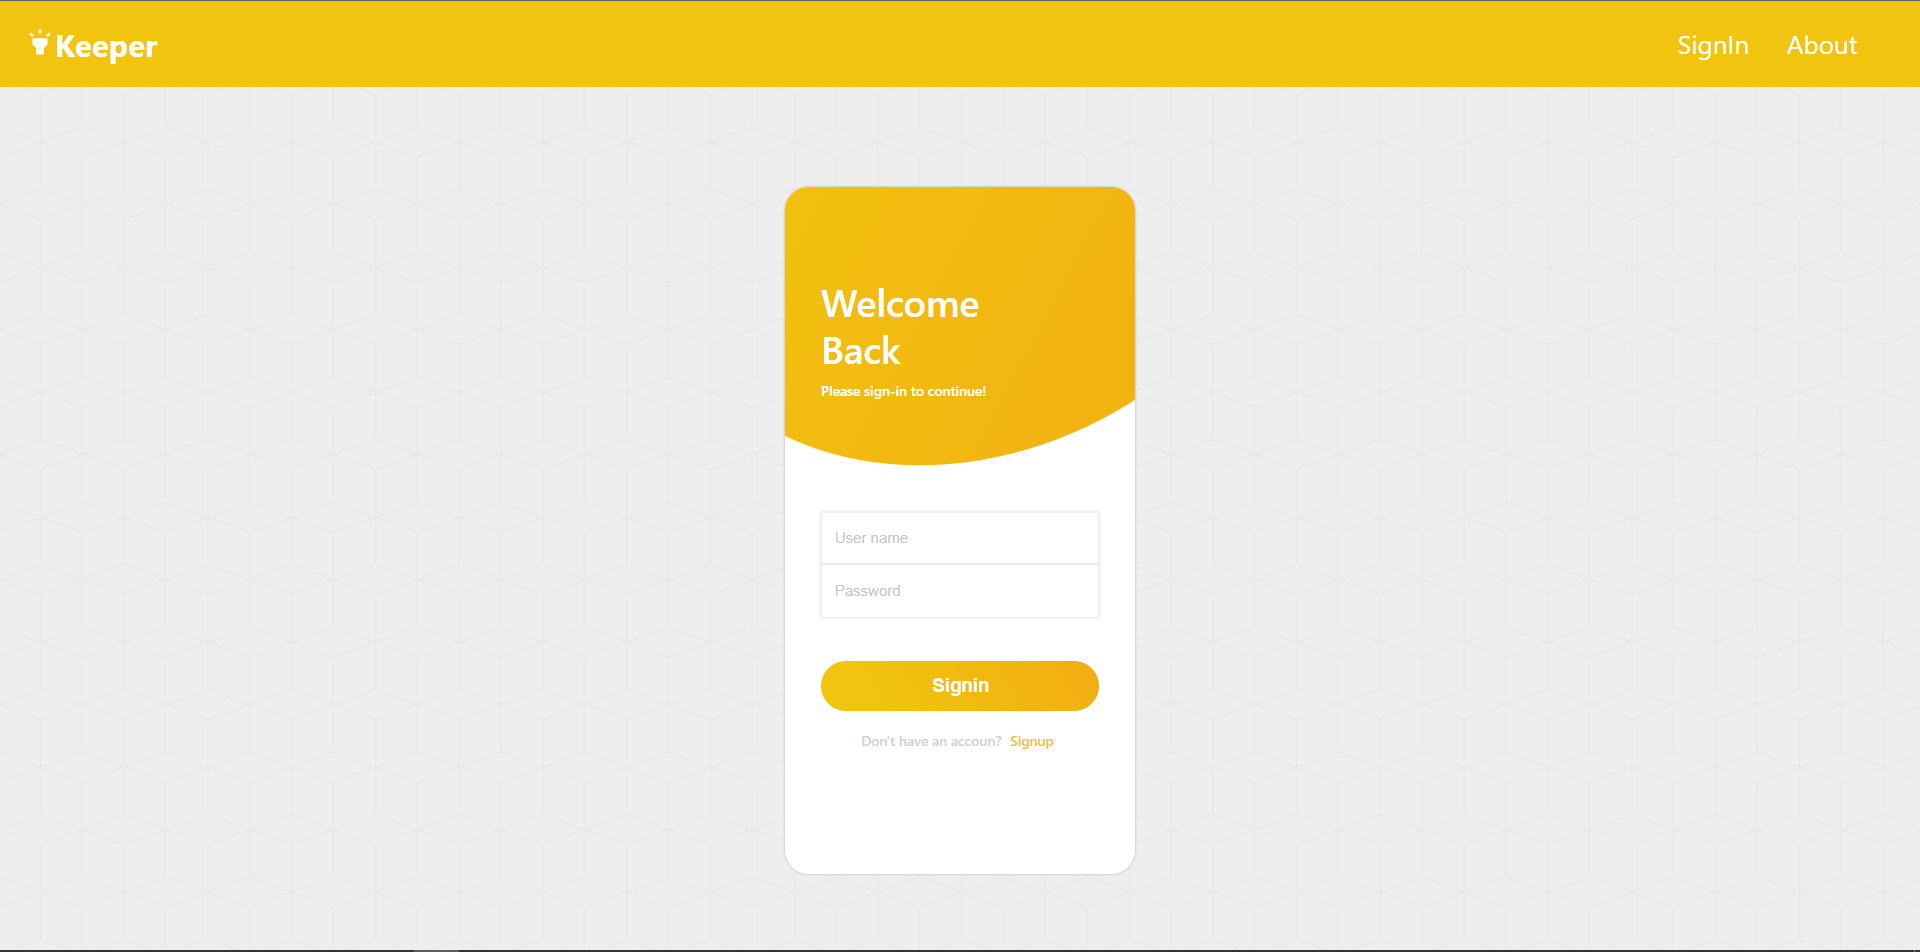 Keeper
SignIn
About
Welcome
Back
Please sign-in to continue!
User name
Password
Signin
Don't have an accoun? Signup